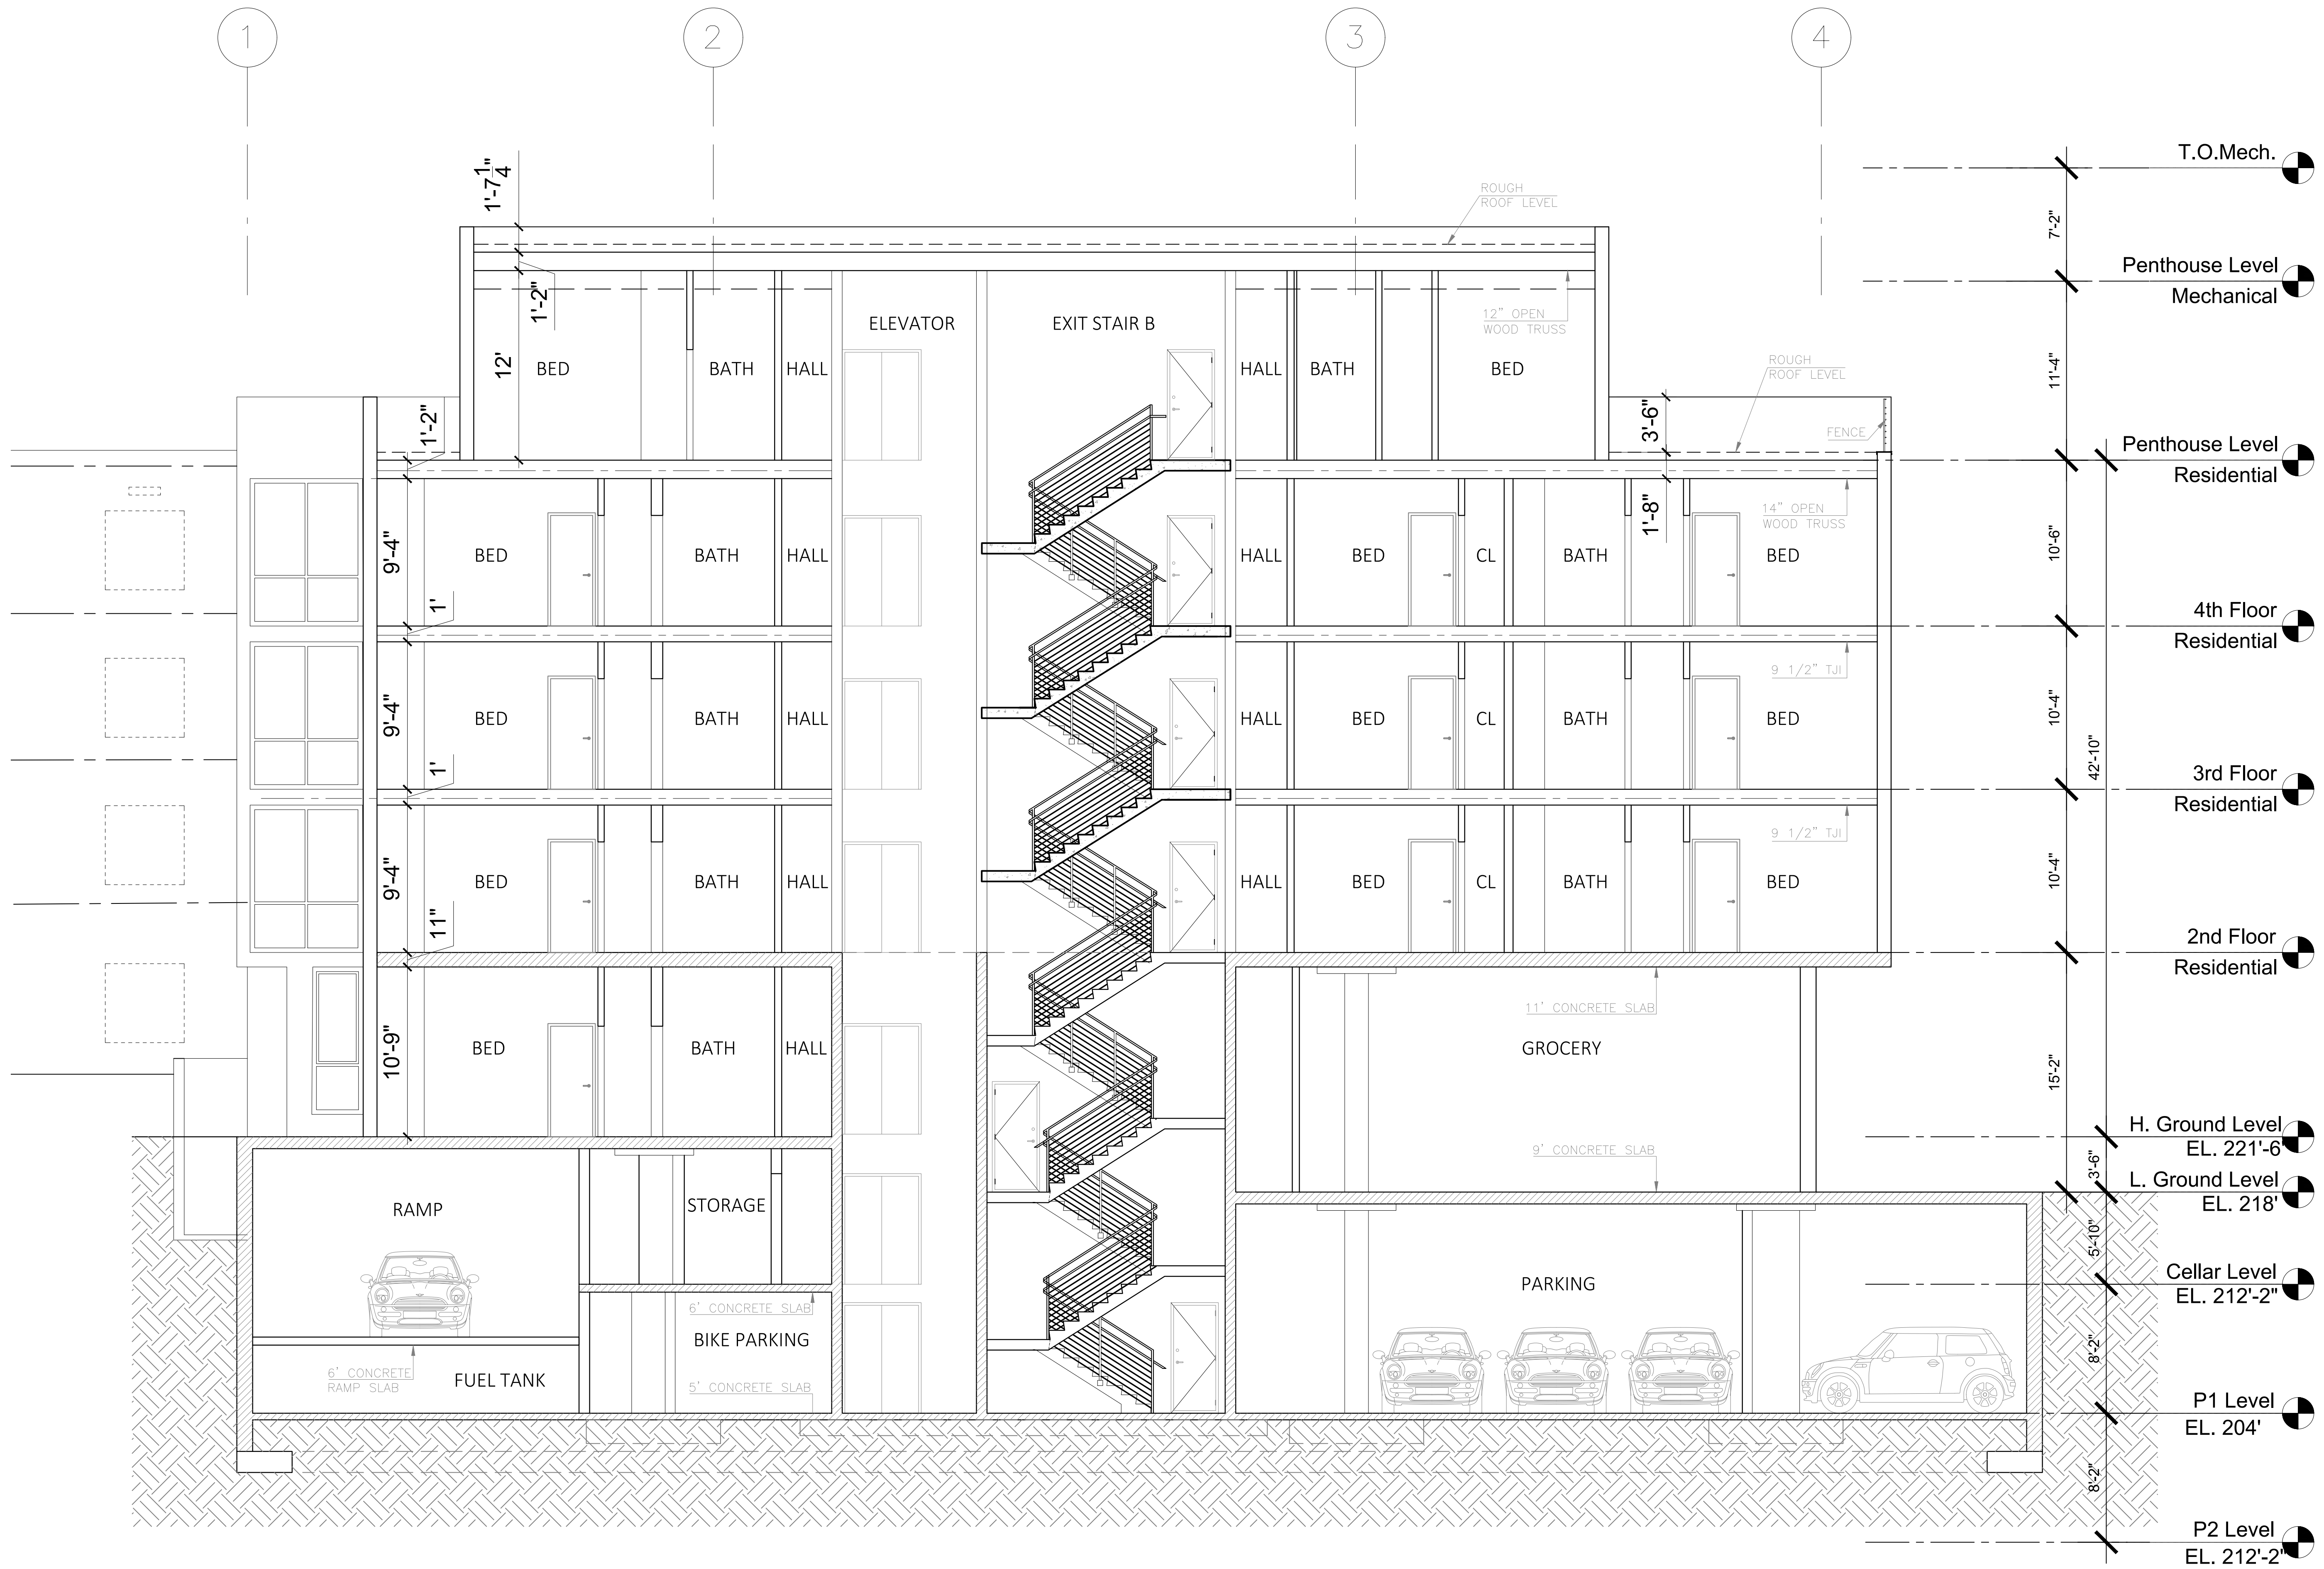 1
2
3
4
T.O.Mech.
1'-7 1/4"
ROUGH
ROOF LEVEL
7'-2"
Penthouse Level
Mechanical
1'-2"
12" OPEN
WOOD TRUSS
ELEVATOR
EXIT STAIR B
12'
BED
BATH
HALL
HALL
BATH
BED
ROUGH
ROOF LEVEL
11'-4"
1'-2"
3'-6"
FENCE
Penthouse Level
Residential
1'-8"
14" OPEN
WOOD TRUSS
9'-4"
BED
BATH
HALL
HALL
BED
CL
BATH
BED
10'-6"
1'
4th Floor
Residential
9 1/2" TJI
9'-4"
BED
BATH
HALL
HALL
BED
CL
BATH
BED
10'-4"
42'-10"
1'
3rd Floor
Residential
9 1/2" TJI
9'-4"
BED
BATH
HALL
HALL
BED
CL
BATH
BED
10'-4"
11"
2nd Floor
Residential
11' CONCRETE SLAB
10'-9"
BED
BATH
HALL
GROCERY
15'-2"
H. Ground Level
EL. 221'-6"
9' CONCRETE SLAB
3'-6"
L. Ground Level
EL. 218'
RAMP
STORAGE
5'-10"
PARKING
Cellar Level
EL. 212'-2"
6' CONCRETE SLAB
BIKE PARKING
8'-2"
6' CONCRETE
RAMP SLAB
FUEL TANK
5' CONCRETE SLAB
P1 Level
EL. 204'
8'-2"
P2 Level
EL. 212'-2"